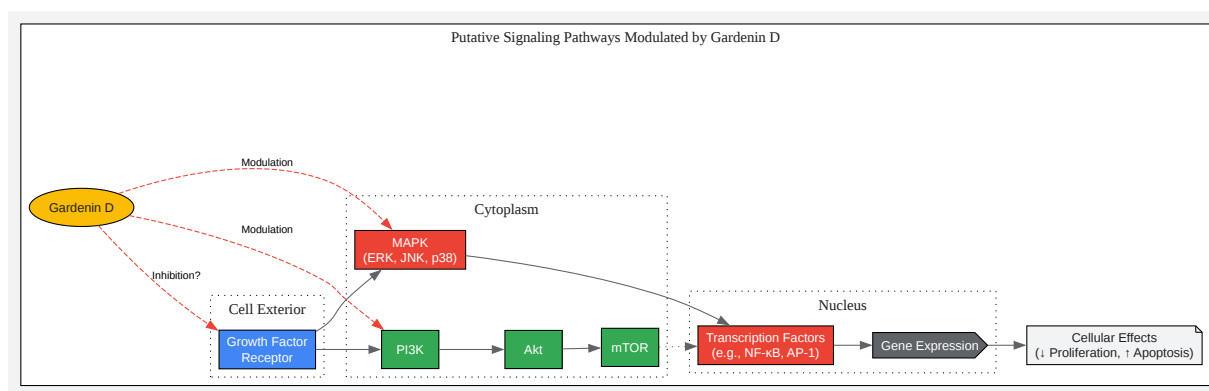 Putative Signaling Pathways Modulated by Gardenin D
Modulation
Gardenin D
Modulation
Inhibition?
Cytoplasm
MAPK
(ERK, JNK, p38)
Cell Exterior
Growth Factor
Receptor
PI3K
Akt
mTOR
Nucleus
Transcription Factors
(e.g., NF-κB, AP-1)
Gene Expression
Cellular Effects
(↓ Proliferation, ↑ Apoptosis)